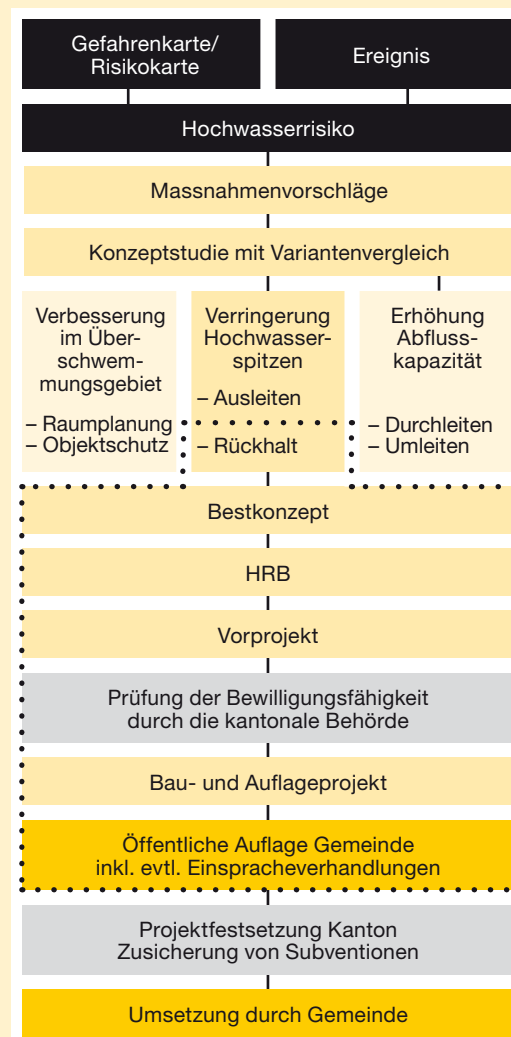 Gefahrenkarte/
Risikokarte
Ereignis
Hochwasserrisiko
Massnahmenvorschläge
Konzeptstudie mit Variantenvergleich
Verbesserung
im Über-
schwem-
mungsgebiet
– Raumplanung
– Objektschutz
Verringerung
Hochwasser-
spitzen
– Ausleiten
– Rückhalt
Erhöhung
Abfluss-
kapazität
– Durchleiten
– Umleiten
Bestkonzept
HRB
Vorprojekt
Prüfung der Bewilligungsfähigkeit
durch die kantonale Behörde
Bau- und Auflageprojekt
Öffentliche Auflage Gemeinde
inkl. evtl. Einspracheverhandlungen
Projektfestsetzung Kanton
Zusicherung von Subventionen
Umsetzung durch Gemeinde